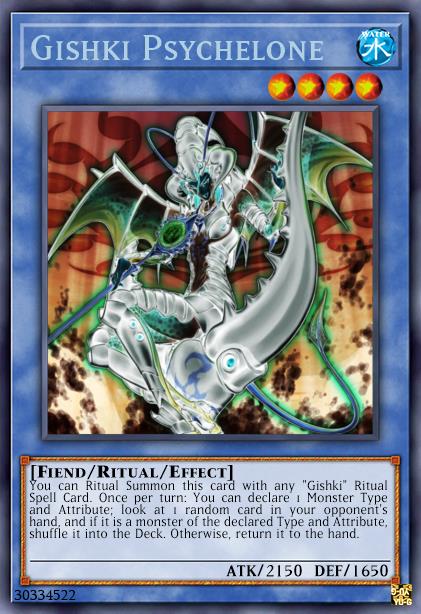 GISHKI PSYCHELONE
WATER
水
[FIEND/RITUAL/EFFECT]
You can Ritual Summon this card with any "Gishki" Ritual
Spell Card. Once per turn: You can declare 1 Monster Type
and Attribute; look at 1 random card in your opponent's
hand, and if it is a monster of the declared Type and Attribute,
shuffle it into the Deck. Otherwise, return it to the hand.
ATK/2150 DEF/1650
30334522